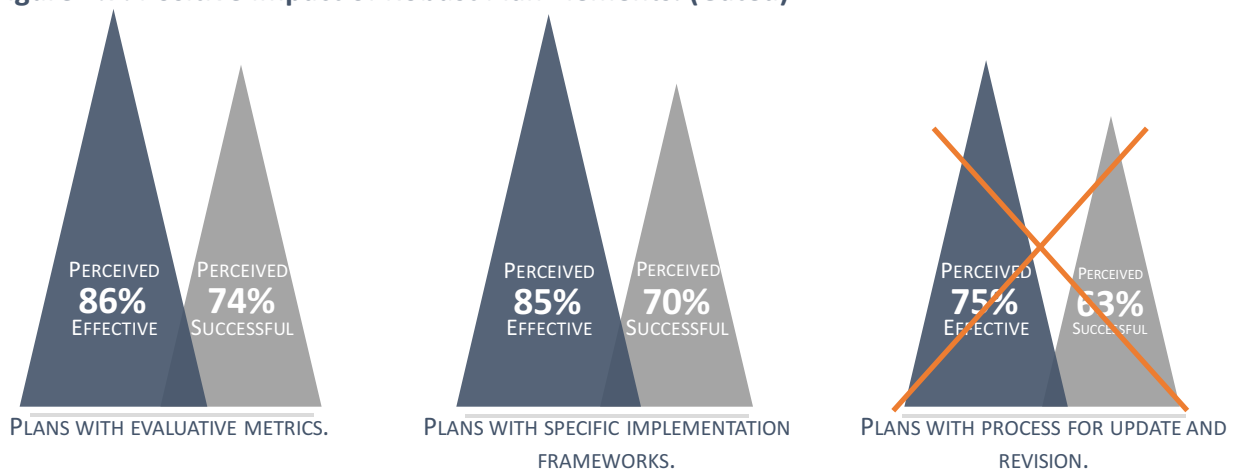 PERCEIVED
86%
EFFECTIVE
PERCEIVED
74%
SUCCESSFUL
PLANS WITH EVALUATIVE METRICS.
PERCEIVED
85%
EFFECTIVE
PERCEIVED
70%
SUCCESSFUL
PLANS WITH SPECIFIC IMPLEMENTATION
FRAMEWORKS.
PERCEIVED
75%
EFFECTIVE
PERCEIVED
63%
SUCCESSFUL
PLANS WITH PROCESS FOR UPDATE AND
REVISION.